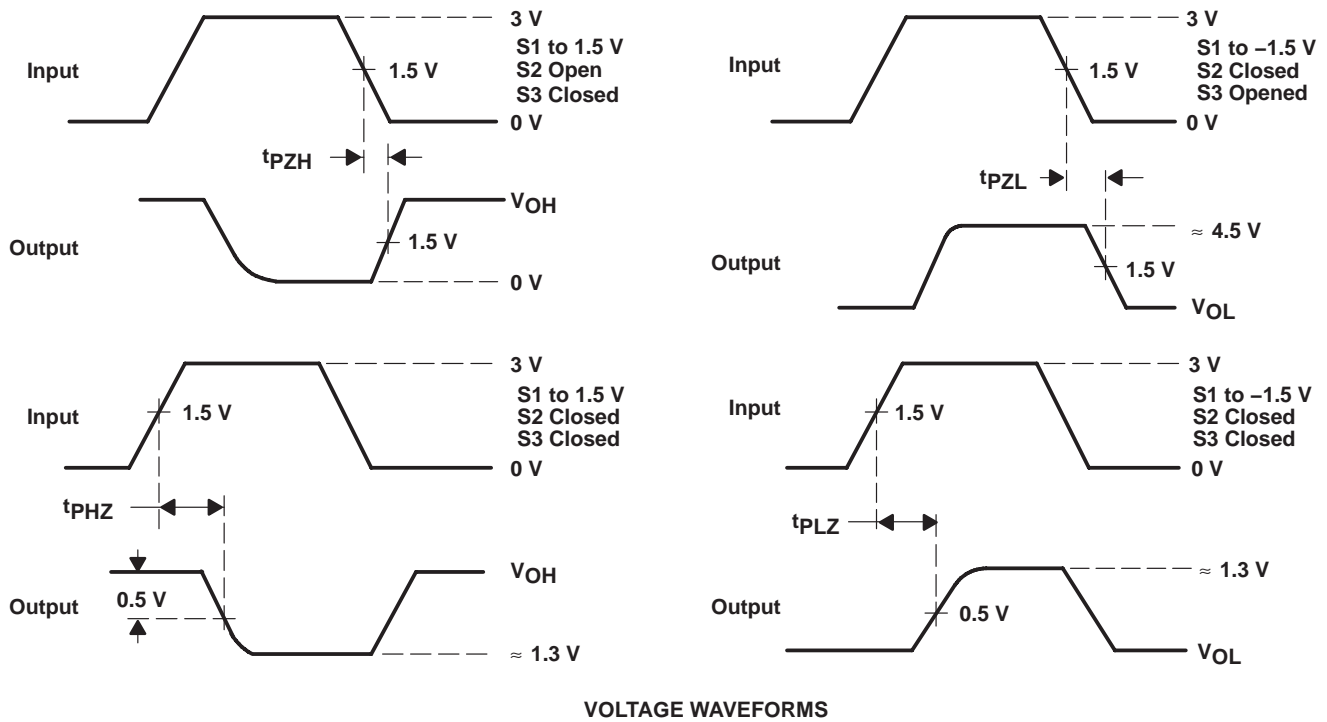 3 V
S1 to 1.5 V
Input
1.5 V
S2 Open
S3 Closed
0 V
tPZH
VOH
Output
1.5 V
0 V
3 V
S1 to −1.5 V
Input
1.5 V
S2 Closed
S3 Opened
0 V
tPZL
≈ 4.5 V
Output
1.5 V
VOL
3 V
S1 to 1.5 V
Input
1.5 V
S2 Closed
S3 Closed
0 V
tPHZ
VOH
Output
0.5 V
≈ 1.3 V
3 V
S1 to −1.5 V
Input
1.5 V
S2 Closed
S3 Closed
0 V
tPLZ
≈ 1.3 V
Output
0.5 V
VOL
VOLTAGE WAVEFORMS